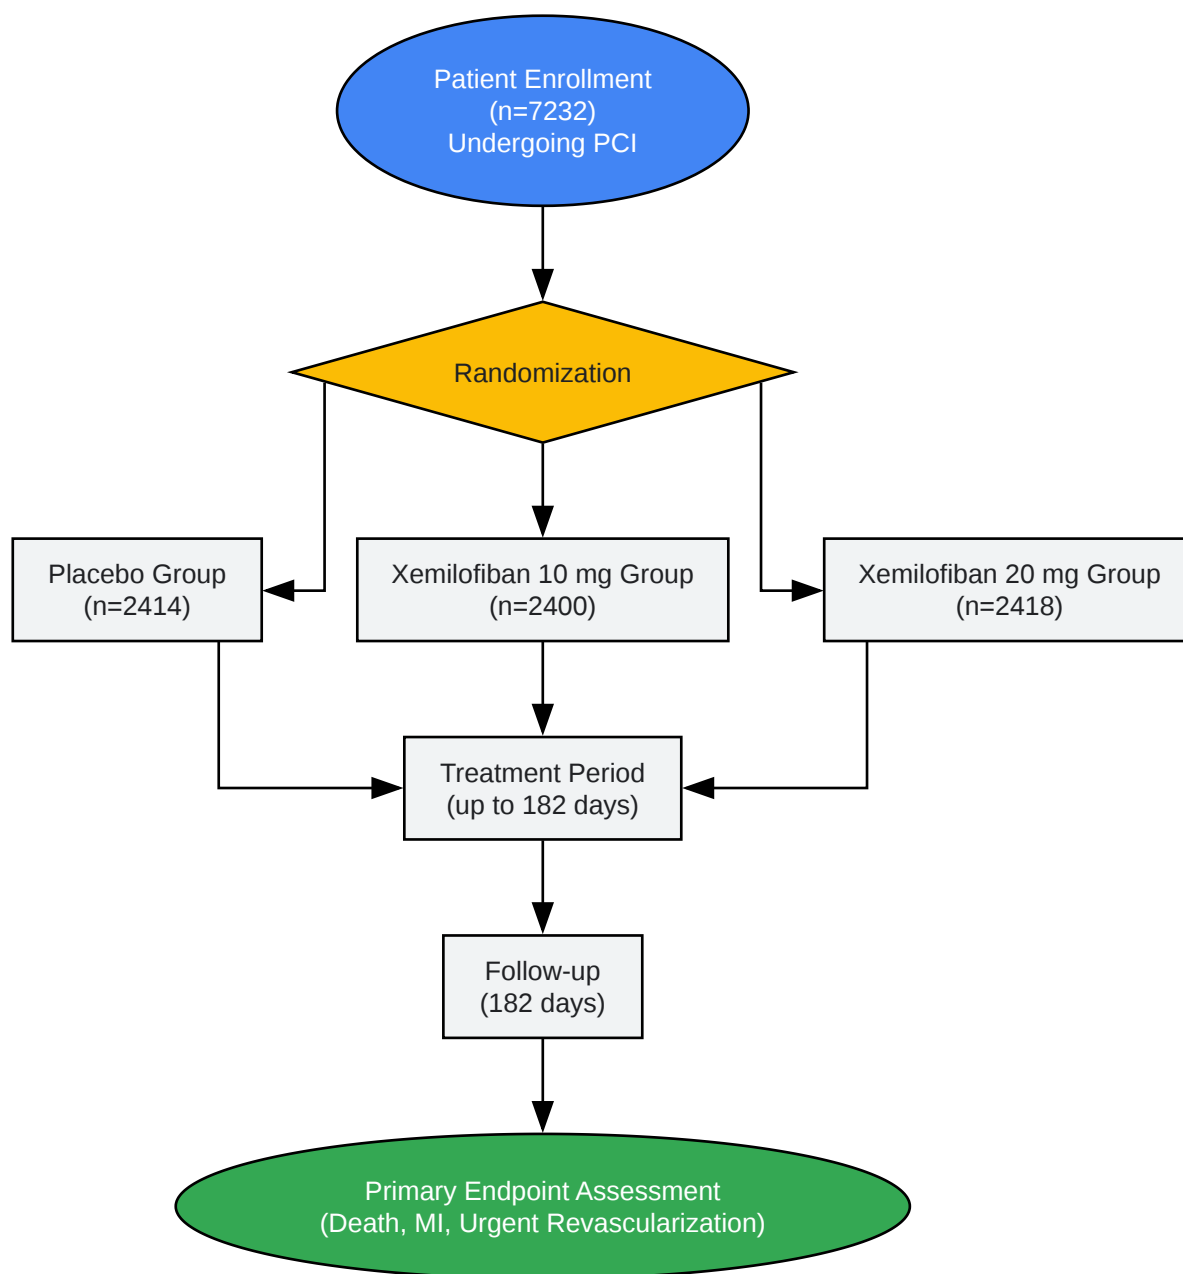 Patient Enrollment
(n=7232)
Undergoing PCI
Randomization
Placebo Group
(n=2414)
Xemilofiban 10 mg Group
(n=2400)
Xemilofiban 20 mg Group
(n=2418)
Treatment Period
(up to 182 days)
Follow-up
(182 days)
Primary Endpoint Assessment
(Death, MI, Urgent Revascularization)